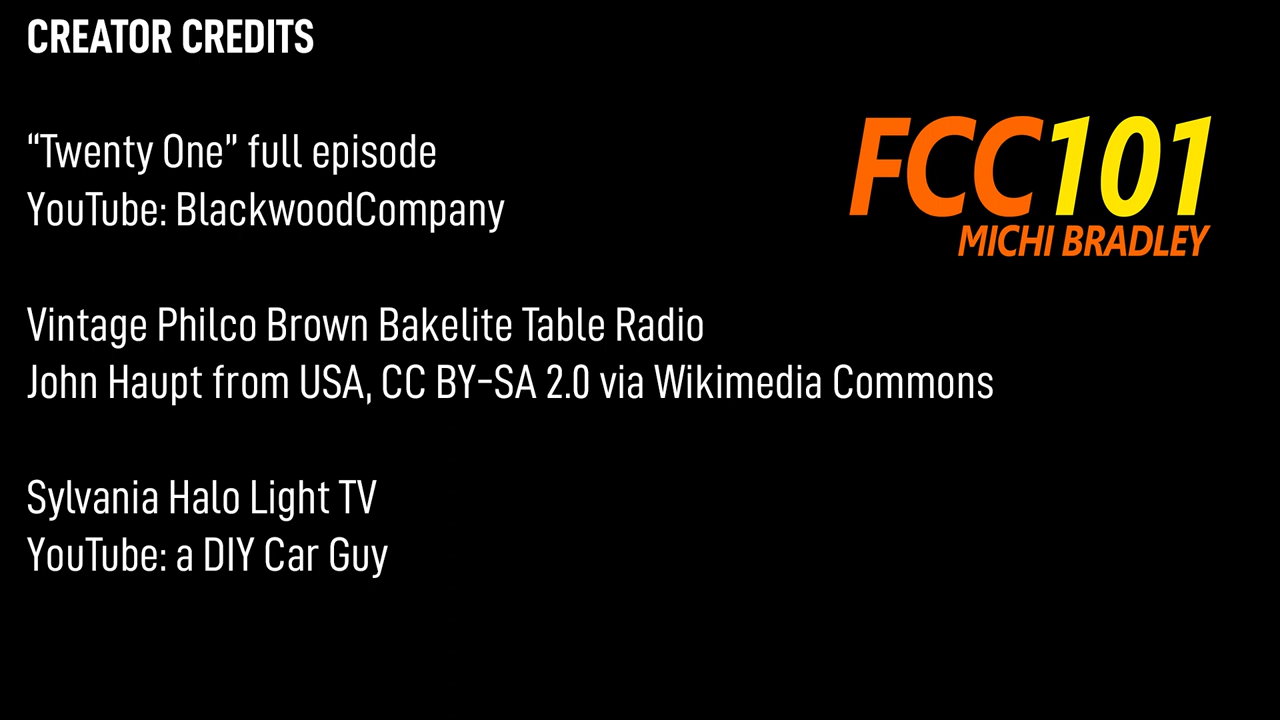 CREATOR CREDITS
“Twenty One” full episode
YouTube: BlackwoodCompany
FCC101
MICHI BRADLEY
Vintage Philco Brown Bakelite Table Radio
John Haupt from USA, CC BY-SA 2.0 via Wikimedia Commons
Sylvania Halo Light TV
YouTube: a DIY Car Guy